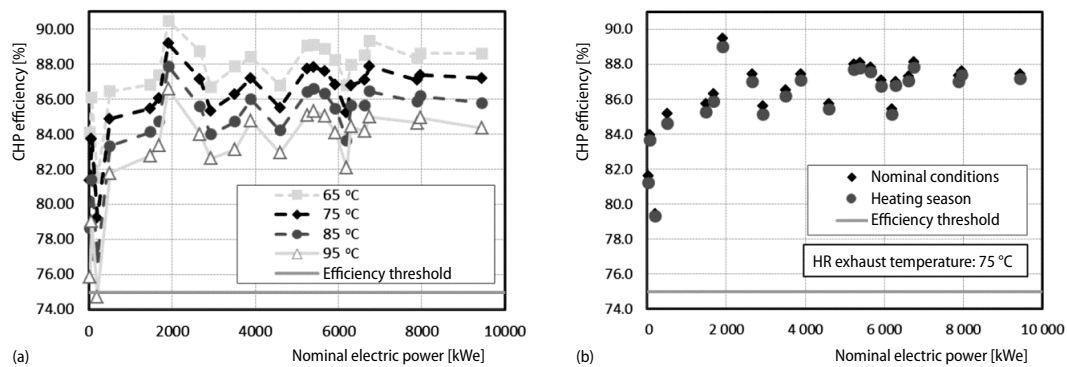 CHP efficiency [%]
90.00
88.00
86.00
84.00
82.00
80.00
78.00
76.00
74.00
65 ºC
75 ºC
85 ºC
95 ºC
Efficiency threshold
0 2000 4000 6000 8000 10000
(a) Nominal electric power [kWe]
CHP efficiency [%]
90.0
88.0
86.0
84.0
82.0
80.0
78.0
76.0
74.0
Nominal conditions
Heating season
Efficiency threshold
HR exhaust temperature: 75 °C
0 2 000 4 000 6 000 8 000 10 000
(b) Nominal electric power [kWe]